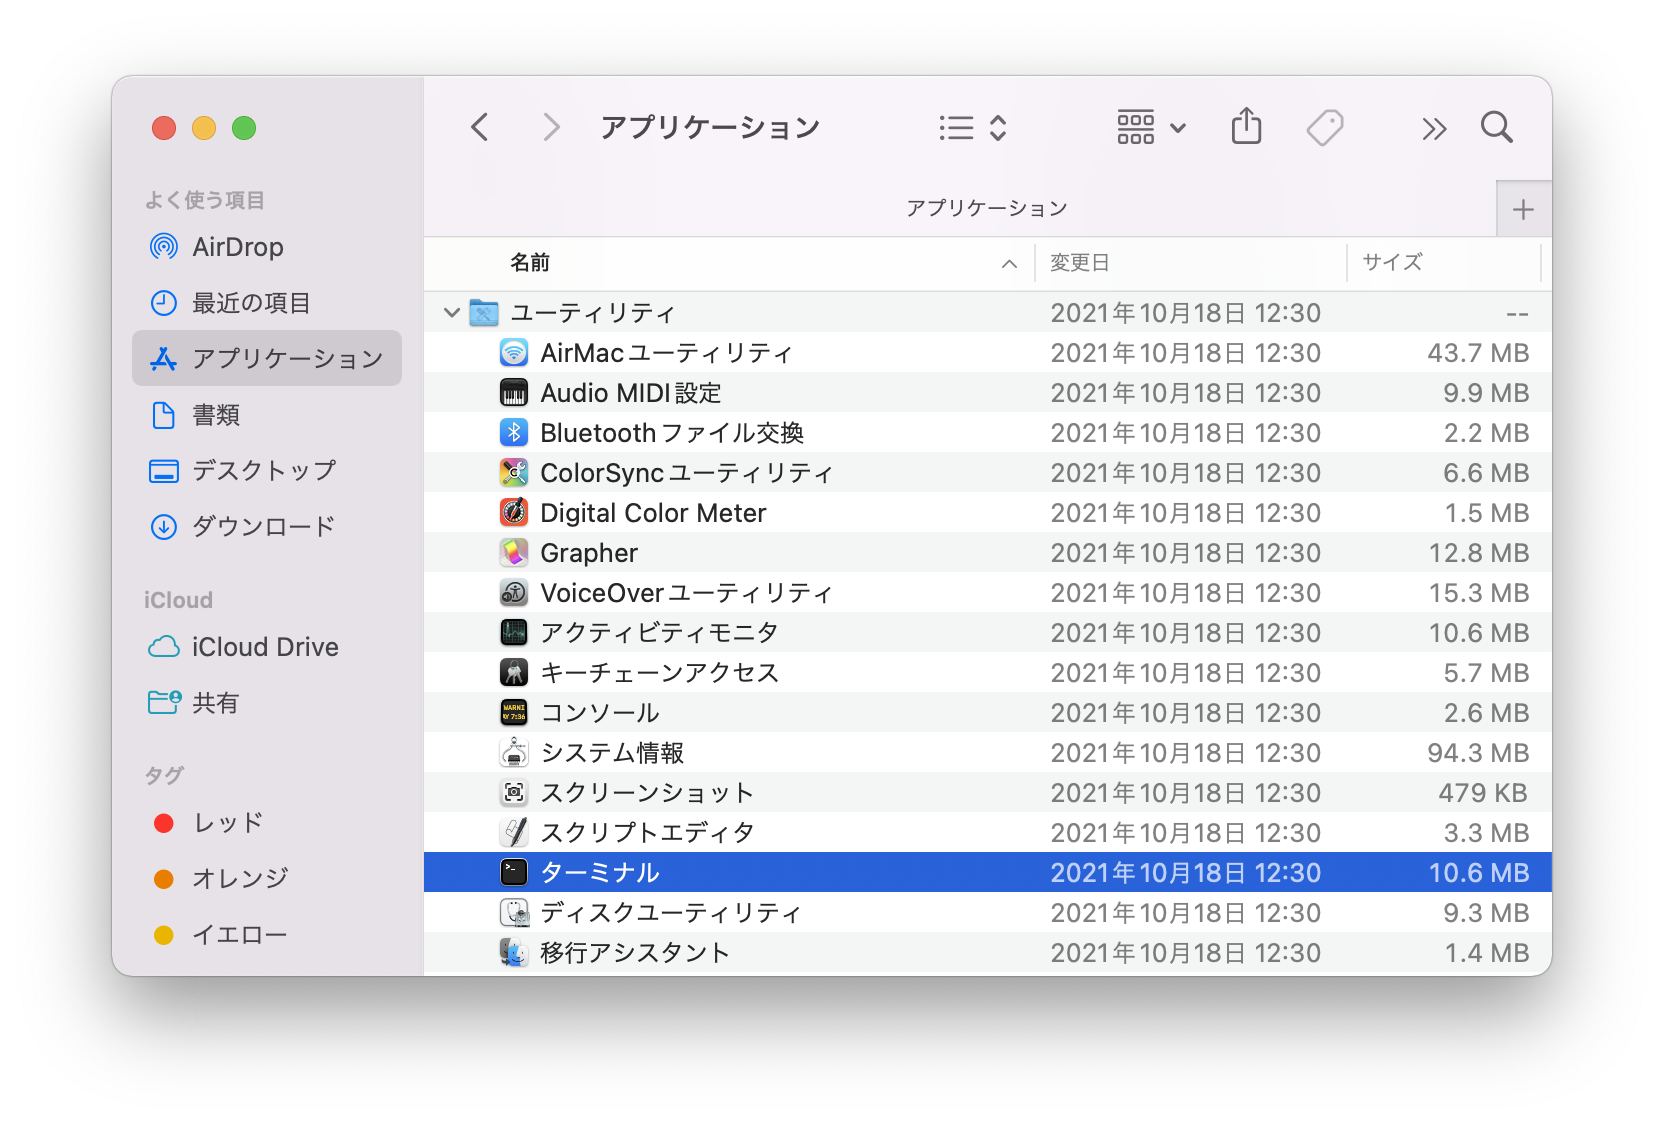 アプリケーション
アプリケーション
よく使う項目
AirDrop
最近の項目
アプリケーション
書類
デスクトップ
ダウンロード
iCloud
iCloud Drive
共有
タグ
レッド
オレンジ
イエロー
名前 変更日 サイズ
ユーティリティ 2021年10月18日 12:30 --
AirMacユーティリティ 2021年10月18日 12:30 43.7 MB
Audio MIDI設定 2021年10月18日 12:30 9.9 MB
Bluetoothファイル交換 2021年10月18日 12:30 2.2 MB
ColorSyncユーティリティ 2021年10月18日 12:30 6.6 MB
Digital Color Meter 2021年10月18日 12:30 1.5 MB
Grapher 2021年10月18日 12:30 12.8 MB
VoiceOverユーティリティ 2021年10月18日 12:30 15.3 MB
アクティビティモニタ 2021年10月18日 12:30 10.6 MB
キーチェーンアクセス 2021年10月18日 12:30 5.7 MB
コンソール 2021年10月18日 12:30 2.6 MB
システム情報 2021年10月18日 12:30 94.3 MB
スクリーンショット 2021年10月18日 12:30 479 KB
スクリプトエディタ 2021年10月18日 12:30 3.3 MB
ターミナル 2021年10月18日 12:30 10.6 MB
ディスクユーティリティ 2021年10月18日 12:30 9.3 MB
移行アシスタント 2021年10月18日 12:30 1.4 MB